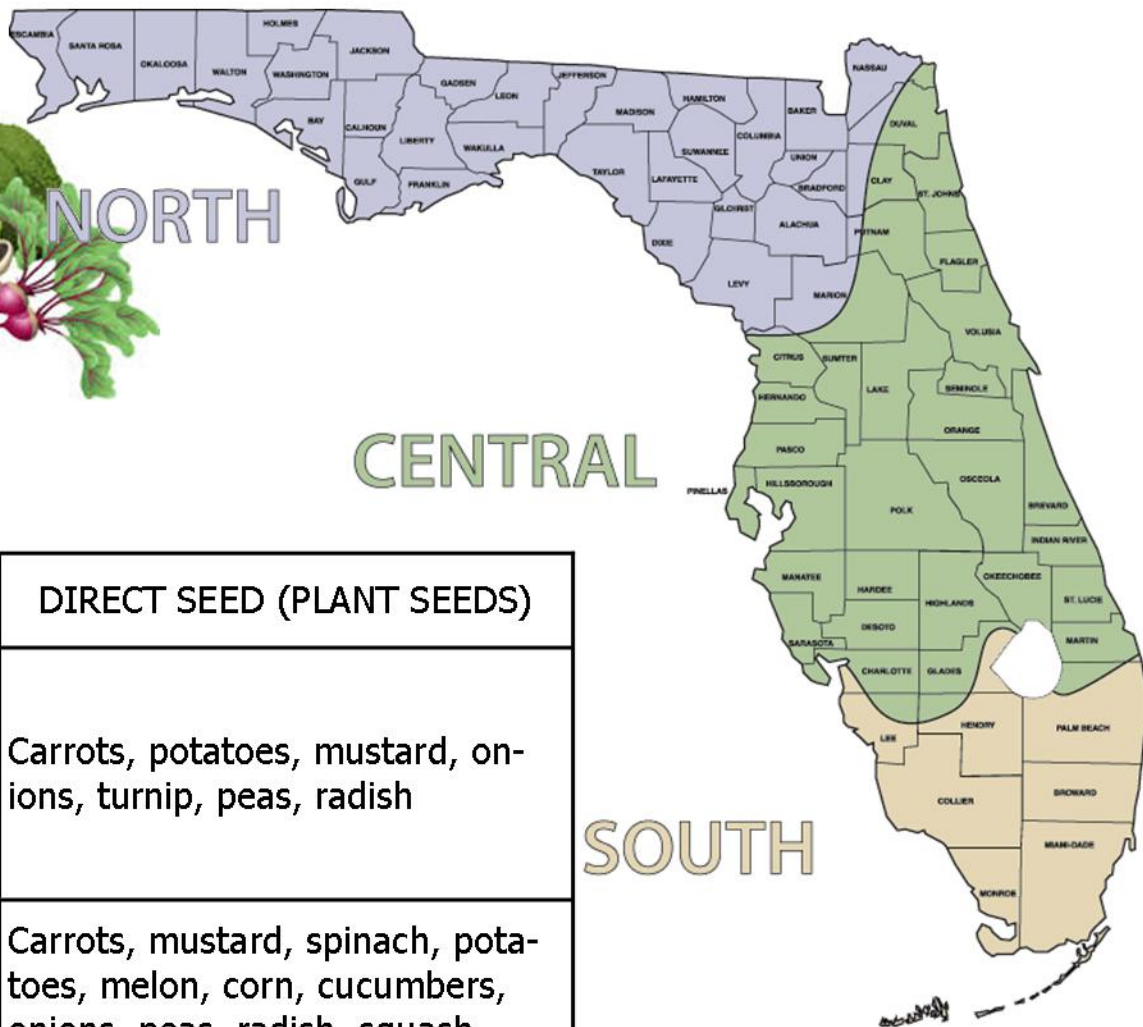 ESCAMBIA
SANTA ROSA
OKALOOSA
WALTON
HOLMES
WASHINGTON
JACKSON
BAY
CALHOUN
GULF
GADSEN
LIBERTY
FRANKLIN
LEON
WAKULLA
JEFFERSON
MADISON
TAYLOR
HAMILTON
SUWANNEE
LAFAYETTE
DIXIE
COLUMBIA
GILCHRIST
BAKER
UNION
BRADFORD
ALACHUA
LEVY
MARION
NASSAU
DUVAL
CLAY
ST. JOHNS
PUTNAM
FLAGLER
VOLUSIA
NORTH
CITRUS
SUMTER
LAKE
SEMINOLE
HERNANDO
ORANGE
PASCO
CENTRAL
PINELLAS
HILLSBOROUGH
POLK
OSCEOLA
BREVARD
INDIAN RIVER
MANATEE
HARDEE
HIGHLANDS
OKEECHOBEE
ST. LUCIE
DESOTO
SARASOTA
MARTIN
CHARLOTTE
GLADES
LEE
HENDRY
PALM BEACH
COLLIER
BROWARD
SOUTH
MIAMI-DADE
MONROE
DIRECT SEED (PLANT SEEDS)
Carrots, potatoes, mustard, on-
ions, turnip, peas, radish
Carrots, mustard, spinach, pota-
toes, melon, corn, cucumbers,
onions, peas, radish, squash